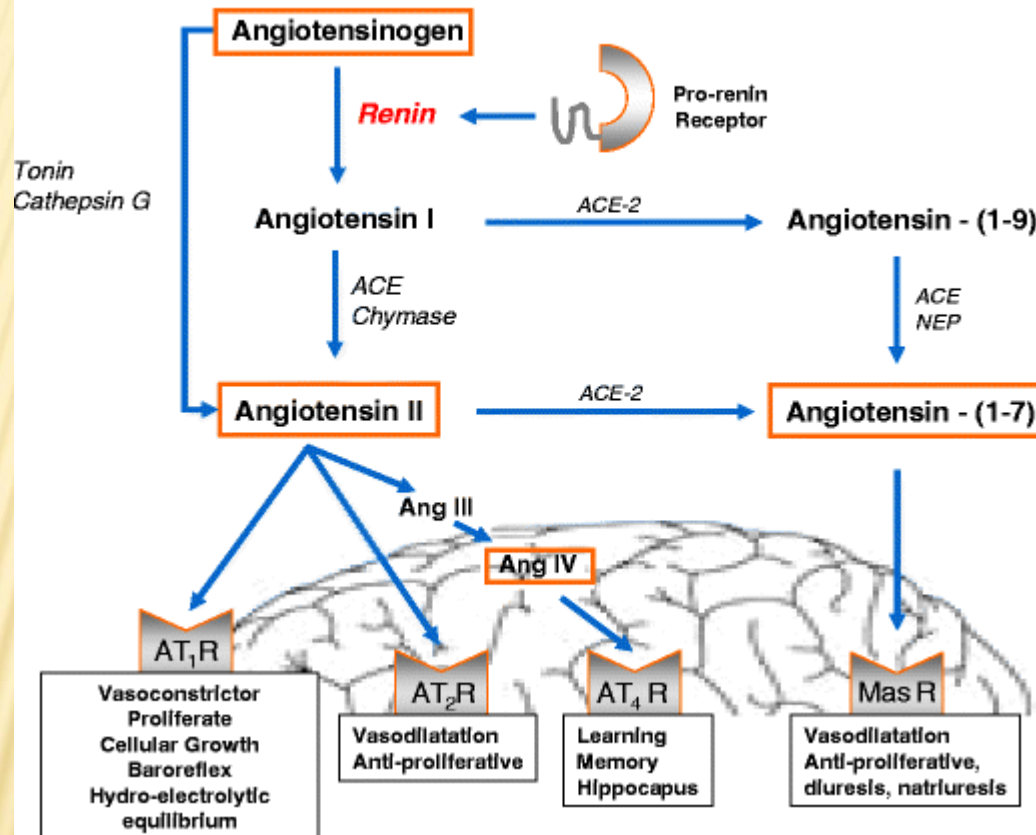 Angiotensinogen
Renin
Pro-renin
Receptor
Tonin
Cathepsin G
Angiotensin I
ACE-2
Angiotensin - (1-9)
ACE
Chymase
ACE
NEP
Angiotensin II
ACE-2
Angiotensin - (1-7)
Ang III
Ang IV
AT₁R
Vasoconstrictor
Proliferate
Cellular Growth
Baroreflex
Hydro-electrolytic
equilibrium
AT₂R
Vasodilatation
Anti-proliferative
AT₄ R
Learning
Memory
Hippocapus
Mas R
Vasodilatation
Anti-proliferative,
diuresis, natriuresis